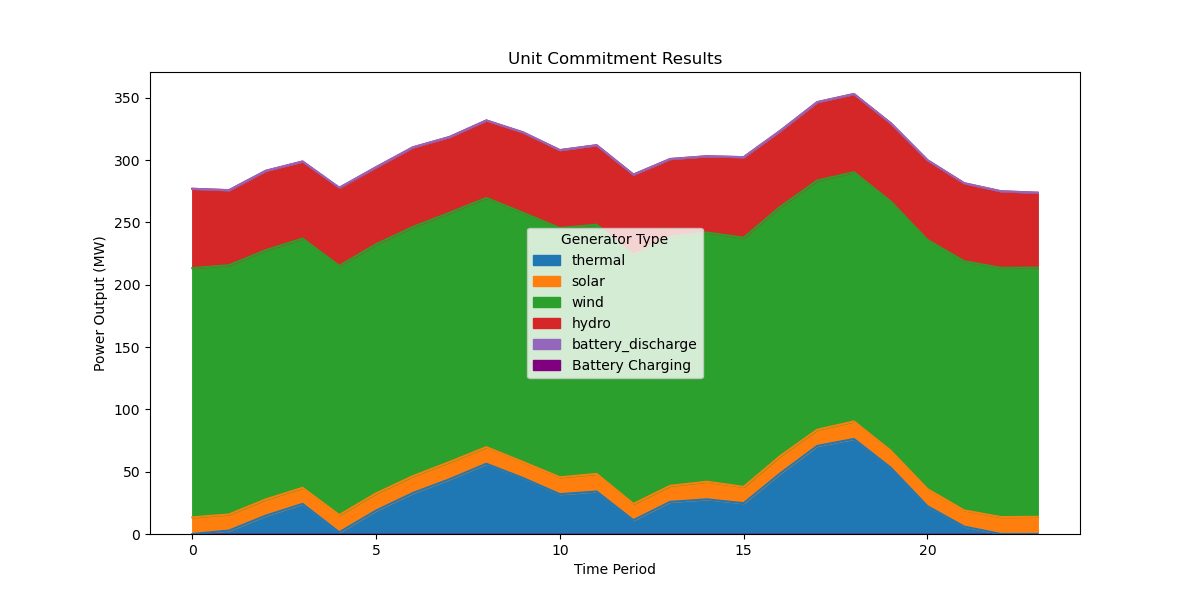 Unit Commitment Results
Power Output (MW)
350
300
250
200
150
100
50
0
Generator Type
thermal
solar
wind
hydro
battery_discharge
Battery Charging
0 5 10 15 20
Time Period